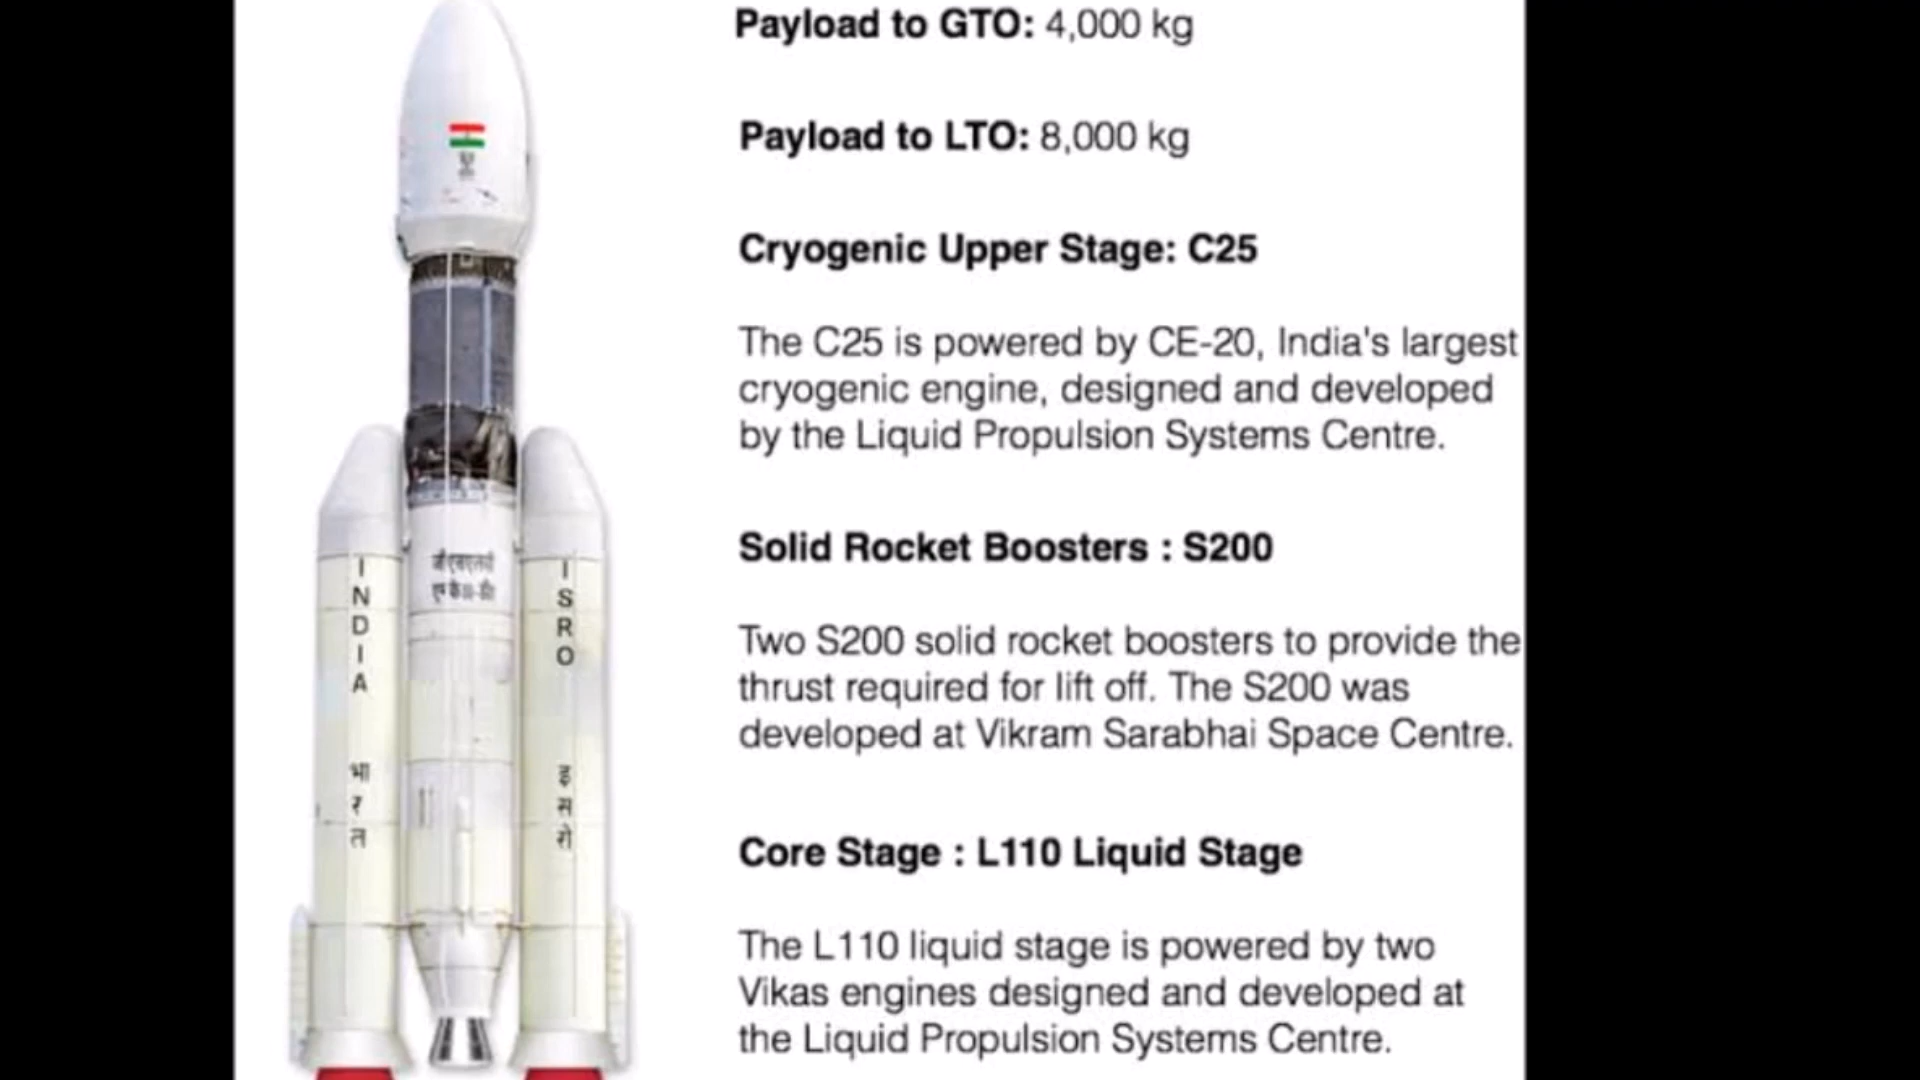 Payload to GTO: 4,000 kg
Payload to LTO: 8,000 kg
Cryogenic Upper Stage: C25
The C25 is powered by CE-20, India's largest
cryogenic engine, designed and developed
by the Liquid Propulsion Systems Centre.
Solid Rocket Boosters : S200
Two S200 solid rocket boosters to provide the
thrust required for lift off. The S200 was
developed at Vikram Sarabhai Space Centre.
Core Stage : L110 Liquid Stage
The L110 liquid stage is powered by two
Vikas engines designed and developed at
the Liquid Propulsion Systems Centre.
INDIA
भारत
ISRO
इसरो